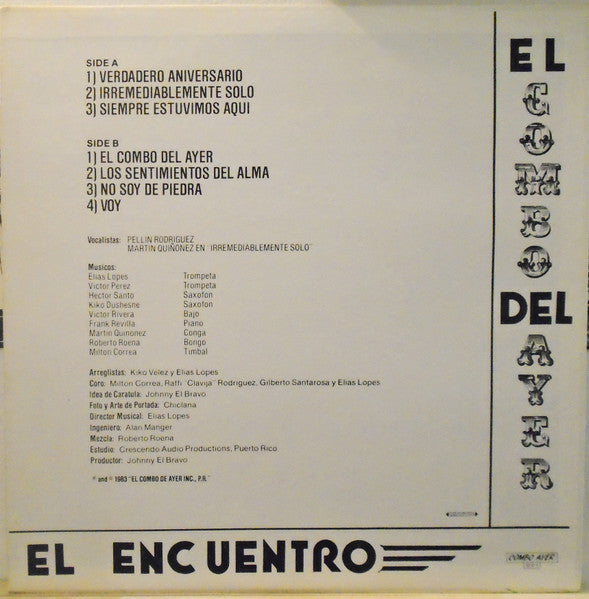 SIDE A
1) VERDADERO ANIVERSARIO
2) IRREMEDIABLEMENTE SOLO
3) SIEMPRE ESTUVIMOS AQUI
SIDE B
1) EL COMBO DEL AYER
2) LOS SENTIMIENTOS DEL ALMA
3) NO SOY DE PIEDRA
4) VOY
Vocalistas: PELLIN RODRIGUEZ
MARTIN QUIÑONEZ EN "IRREMEDIABLEMENTE SOLO"
Musicos:
Elias Lopes Trompeta
Victor Perez Trompeta
Hector Santo Saxofon
Kiko Dushesne Saxofon
Victor Rivera Bajo
Frank Revilla Piano
Martin Quinonez Conga
Roberto Roena Bongo
Milton Correa Timbal
Arreglistas: Kiko Velez y Elias Lopes
Coro: Milton Correa, Raffi "Clavija" Rodriguez, Gilberto Santarosa y Elias Lopes
Idea de Caratula: Johnny El Bravo
Foto y Arte de Portada: Chiclana
Director Musical: Elias Lopes
Ingeniero: Alan Manger
Mezcla: Roberto Roena
Estudio: Crescendo Audio Productions, Puerto Rico
Productor: Johnny El Bravo
℗ and © 1983 "EL COMBO DE AYER INC., P.R."
EL
COMBO
DEL
AYER
EL ENCUENTRO
COMBO AYER